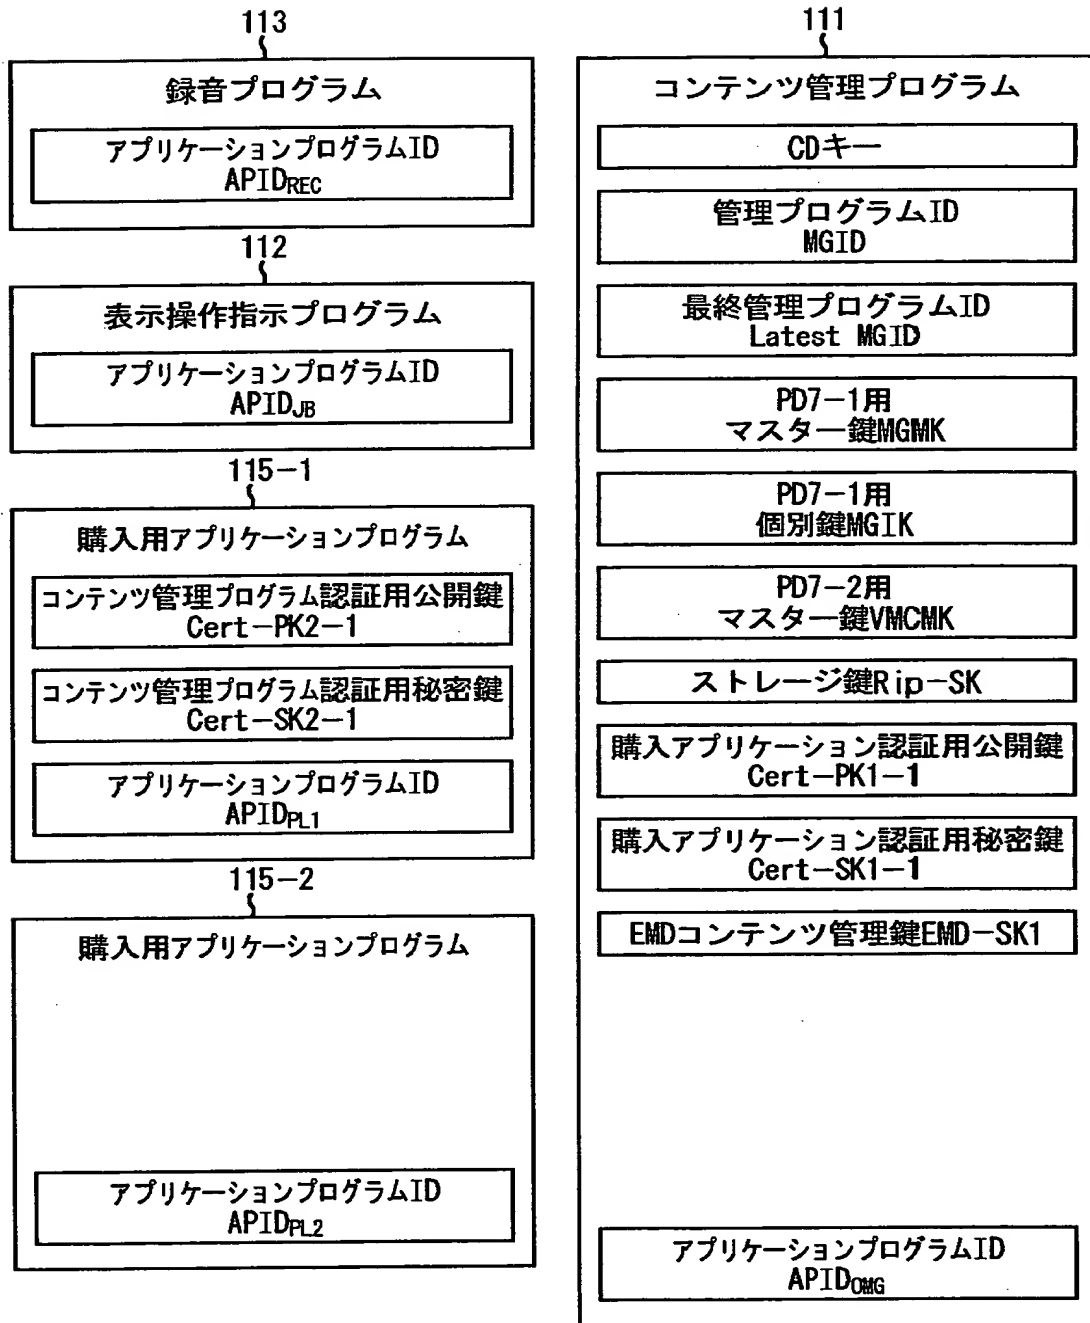 113
録音プログラム
アプリケーションプログラムID
APIDREC
112
表示操作指示プログラム
アプリケーションプログラムID
APIDJB
115-1
購入用アプリケーションプログラム
コンテンツ管理プログラム認証用公開鍵
Cert-PK2-1
コンテンツ管理プログラム認証用秘密鍵
Cert-SK2-1
アプリケーションプログラムID
APIDPL1
115-2
購入用アプリケーションプログラム
アプリケーションプログラムID
APIDPL2
111
コンテンツ管理プログラム
CDキー
管理プログラムID
MGID
最終管理プログラムID
Latest MGID
PD7-1用
マスター鍵MGMK
PD7-1用
個別鍵MGIK
PD7-2用
マスター鍵VMCMK
ストレージ鍵Rip-SK
購入アプリケーション認証用公開鍵
Cert-PK1-1
購入アプリケーション認証用秘密鍵
Cert-SK1-1
EMDコンテンツ管理鍵EMD-SK1
アプリケーションプログラムID
APIDOMG